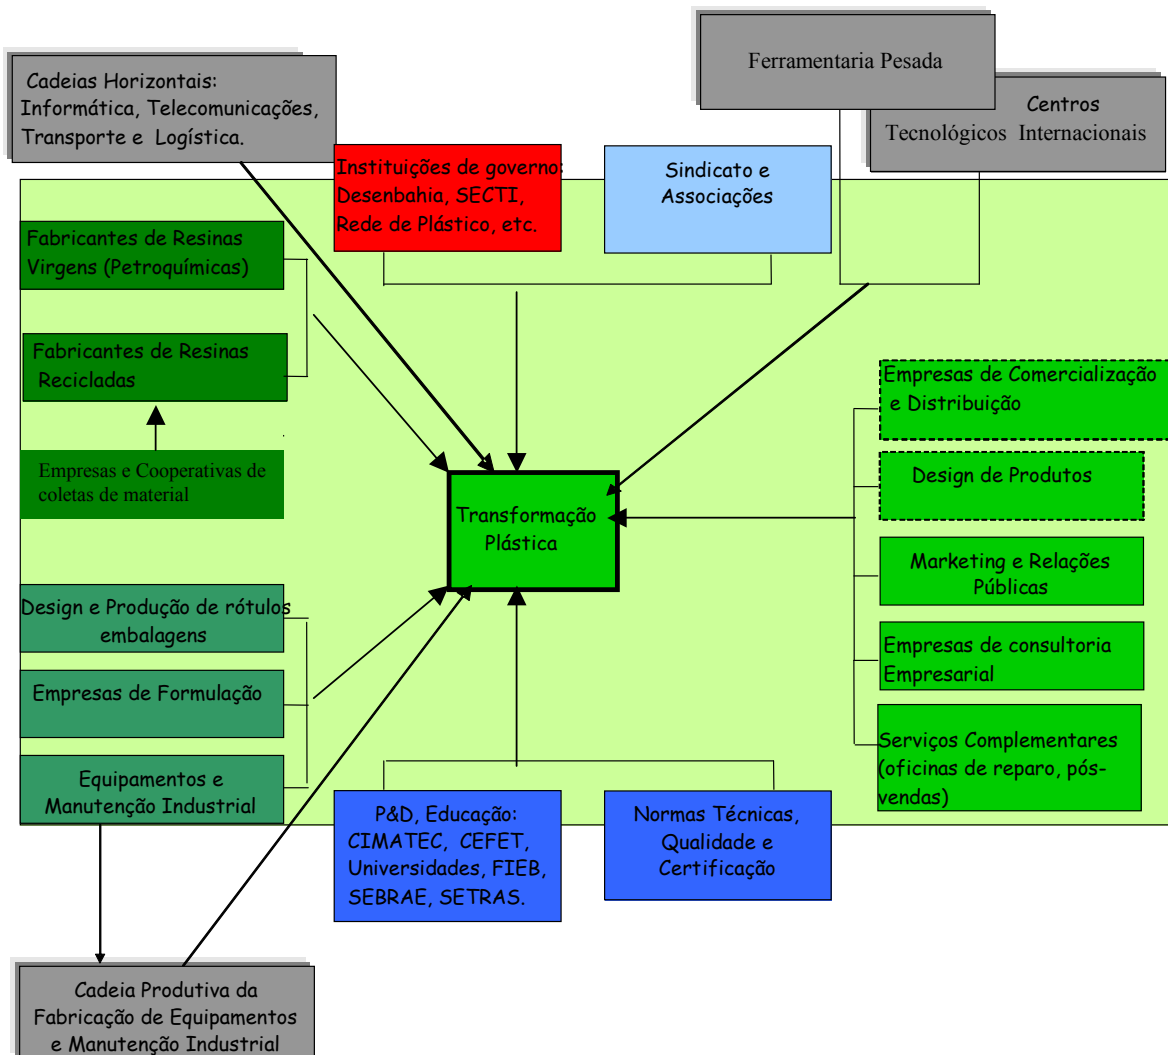 Cadeias Horizontais:
Informática, Telecomunicações,
Transporte e Logística.
Ferramentaria Pesada
Centros
Tecnológicos Internacionais
Instituições de governo:
Desenbahia, SECTI,
Rede de Plástico, etc.
Sindicato e
Associações
Fabricantes de Resinas
Virgens (Petroquímicas)
Fabricantes de Resinas
Recicladas
Empresas e Cooperativas de
coletas de material
Transformação
Plástica
Empresas de Comercialização
e Distribuição
Design de Produtos
Marketing e Relações
Públicas
Empresas de consultoria
Empresarial
Serviços Complementares
(oficinas de reparo, pós-
vendas)
Design e Produção de rótulos
embalagens
Empresas de Formulação
Equipamentos e
Manutenção Industrial
P&D, Educação:
CIMATEC, CEFET,
Universidades, FIEB,
SEBRAE, SETRAS.
Normas Técnicas,
Qualidade e
Certificação
Cadeia Produtiva da
Fabricação de Equipamentos
e Manutenção Industrial